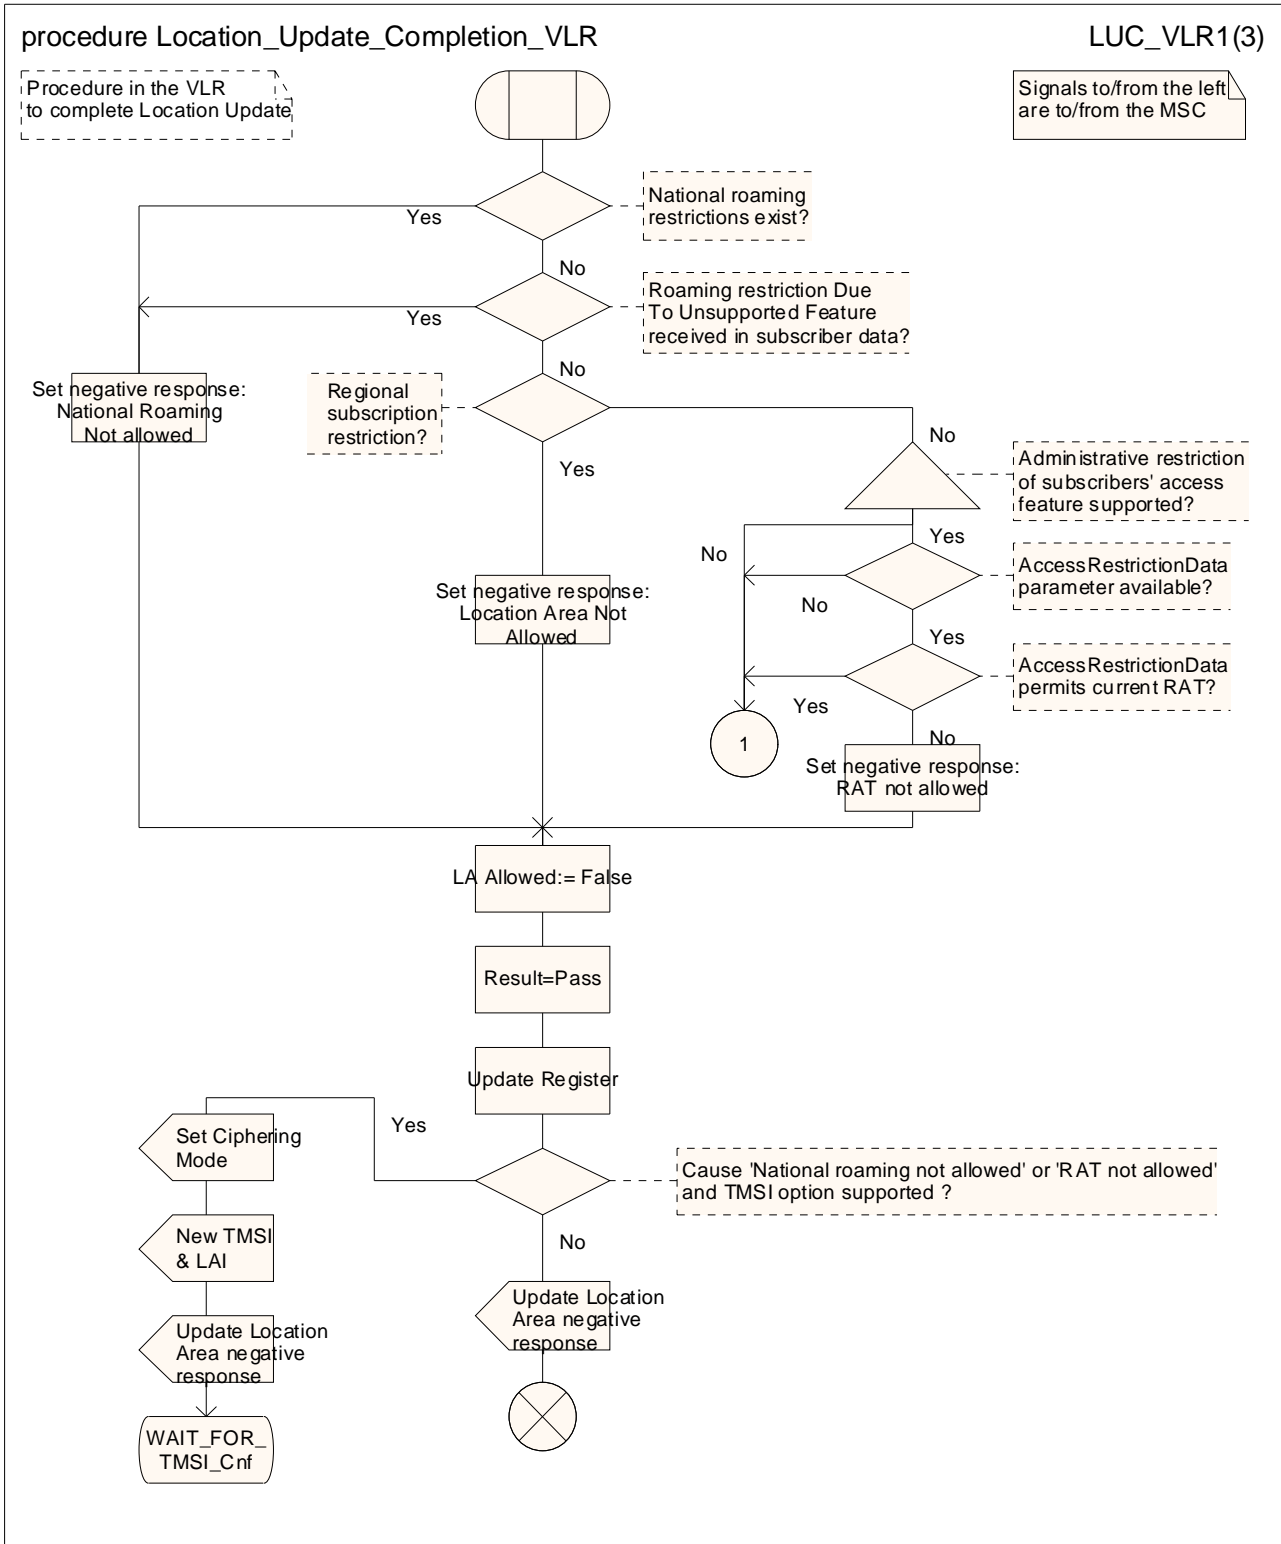 procedure Location_Update_Completion_VLR
LUC_VLR1(3)
Procedure in the VLR
to complete Location Update
Signals to/from the left
are to/from the MSC
National roaming
restrictions exist?
Yes
No
Roaming restriction Due
To Unsupported Feature
received in subscriber data?
Yes
No
Set negative response:
National Roaming
Not allowed
Regional
subscription
restriction?
No
Yes
Administrative restriction
of subscribers' access
feature supported?
Yes
No
AccessRestrictionData
parameter available?
No
Yes
Set negative response:
Location Area Not
Allowed
AccessRestrictionData
permits current RAT?
Yes
No
1
Set negative response:
RAT not allowed
LA Allowed:= False
Result=Pass
Update Register
Yes
Set Ciphering
Mode
Cause 'National roaming not allowed' or 'RAT not allowed'
and TMSI option supported ?
New TMSI
& LAI
No
Update Location
Area negative
response
Update Location
Area negative
response
WAIT_FOR_
TMSI_Cnf